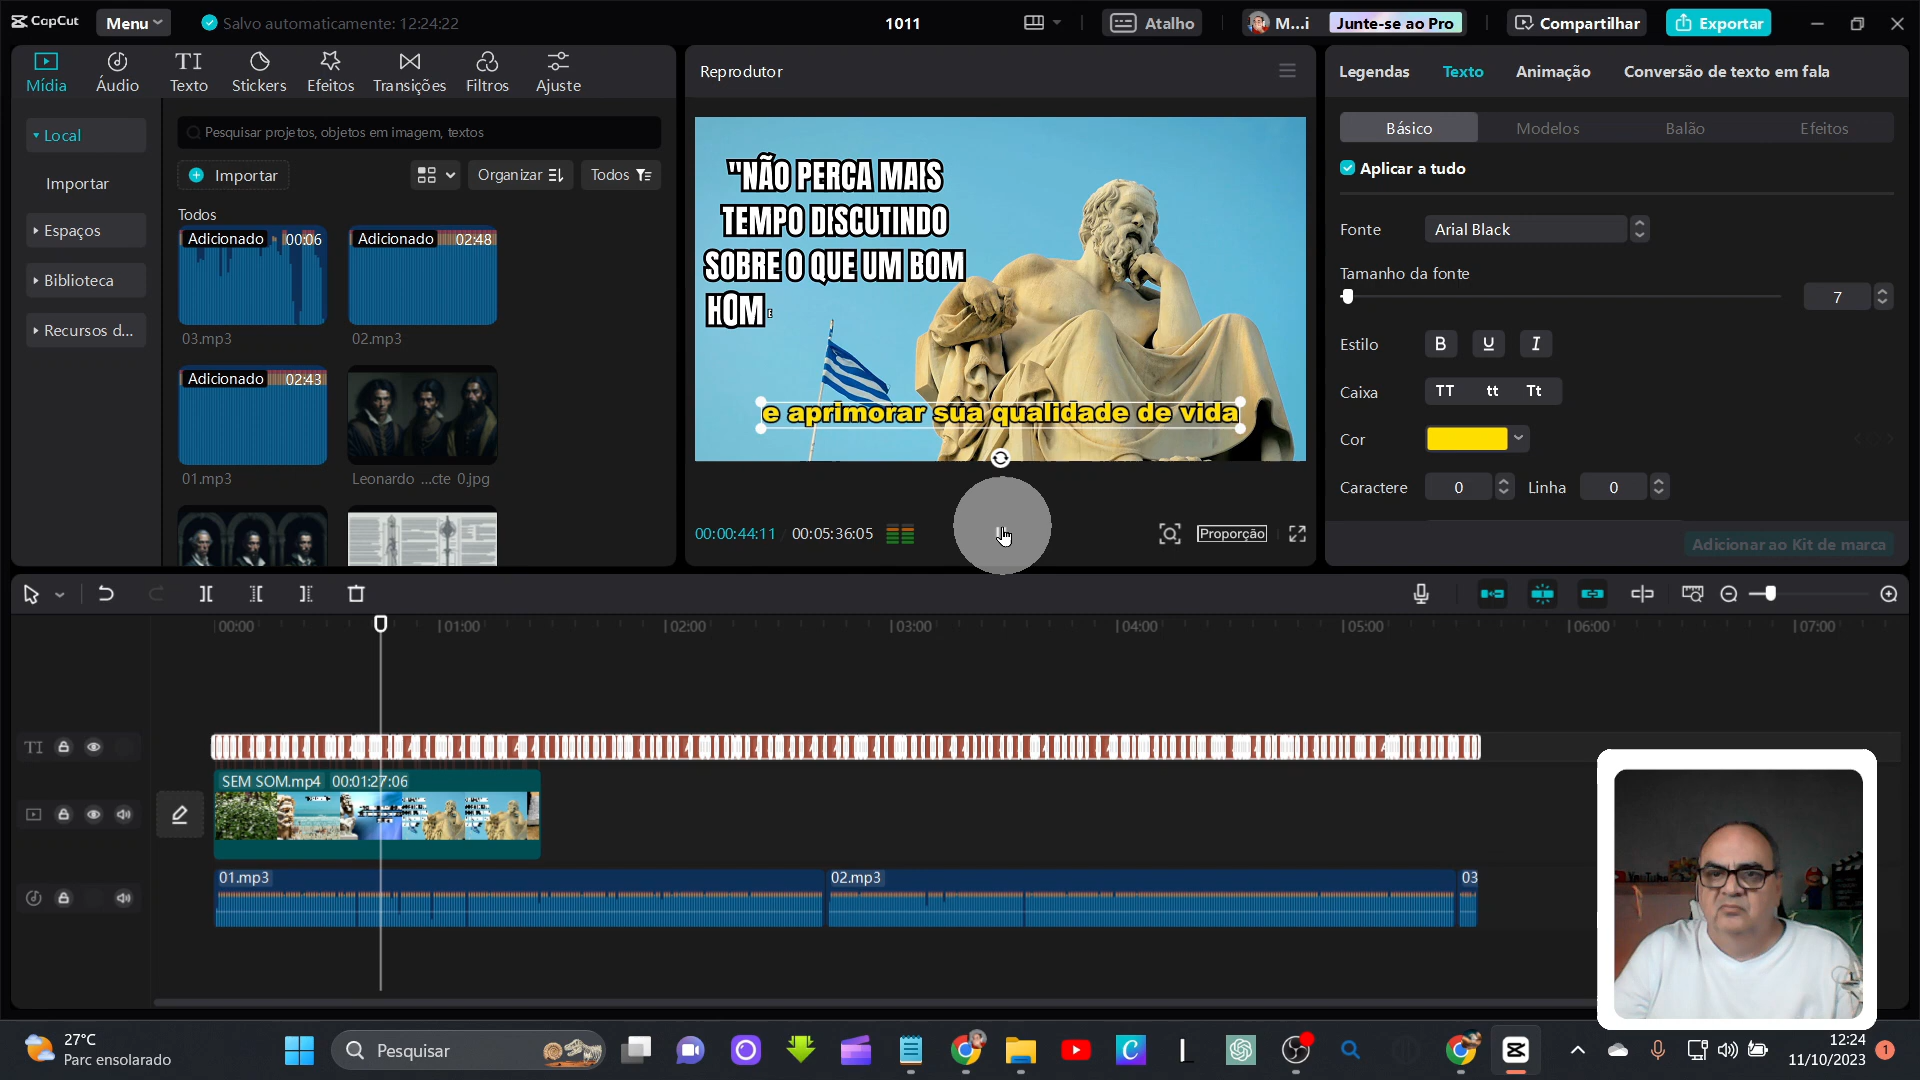 CapCut
Menu
Salvo automaticamente: 12:24:22
1011
Atalho
M...i
Junte-se ao Pro
Compartilhar
Exportar
Mídia
Áudio
Texto
Stickers
Efeitos
Transições
Filtros
Ajuste
Local
Importar
Espaços
Biblioteca
Recursos d...
Pesquisar projetos, objetos em imagem, textos
Importar
Organizar
Todos
Todos
Adicionado 00:06
Adicionado 02:48
03.mp3
02.mp3
Adicionado 02:43
01.mp3
Leonardo ...cte 0.jpg
Reprodutor
"NÃO PERCA MAIS
TEMPO DISCUTINDO
SOBRE O QUE UM BOM
HOM E
e aprimorar sua qualidade de vida
00:00:44:11
00:05:36:05
Proporção
Legendas
Texto
Animação
Conversão de texto em fala
Básico
Modelos
Balão
Efeitos
Aplicar a tudo
Fonte
Arial Black
Tamanho da fonte
7
Estilo
B U I
Caixa
TT tt Tt
Cor
Caractere
0
Linha
0
Adicionar ao Kit de marca
00:00
01:00
02:00
03:00
04:00
05:00
06:00
07:00
TI
SEM SOM.mp4 00:01:27:06
01.mp3
02.mp3
03
YouTube
27°C
Parc ensolarado
Pesquisar
12:24
11/10/2023
1